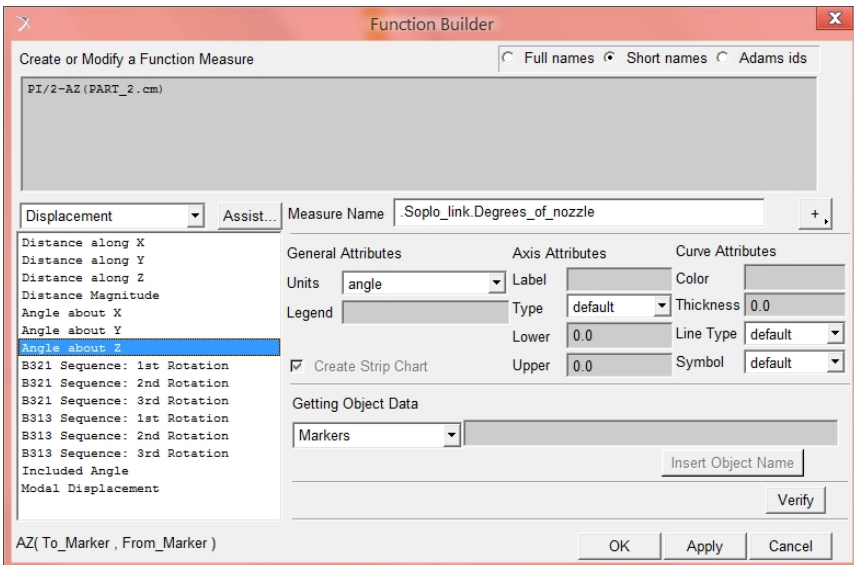 Function Builder
X
Create or Modify a Function Measure
Full names Short names Adams ids
PI/2-AZ(PART_2.cm)
Displacement
Assist...
Measure Name
.Soplo_link.Degrees_of_nozzle
+
Distance along X
Distance along Y
Distance along Z
Distance Magnitude
Angle about X
Angle about Y
Angle about Z
B321 Sequence: 1st Rotation
B321 Sequence: 2nd Rotation
B321 Sequence: 3rd Rotation
B313 Sequence: 1st Rotation
B313 Sequence: 2nd Rotation
B313 Sequence: 3rd Rotation
Included Angle
Modal Displacement
General Attributes
Units angle
Legend
Create Strip Chart
Axis Attributes
Label
Type default
Lower 0.0
Upper 0.0
Curve Attributes
Color
Thickness 0.0
Line Type default
Symbol default
Getting Object Data
Markers
Insert Object Name
Verify
AZ( To_Marker , From_Marker )
OK Apply Cancel